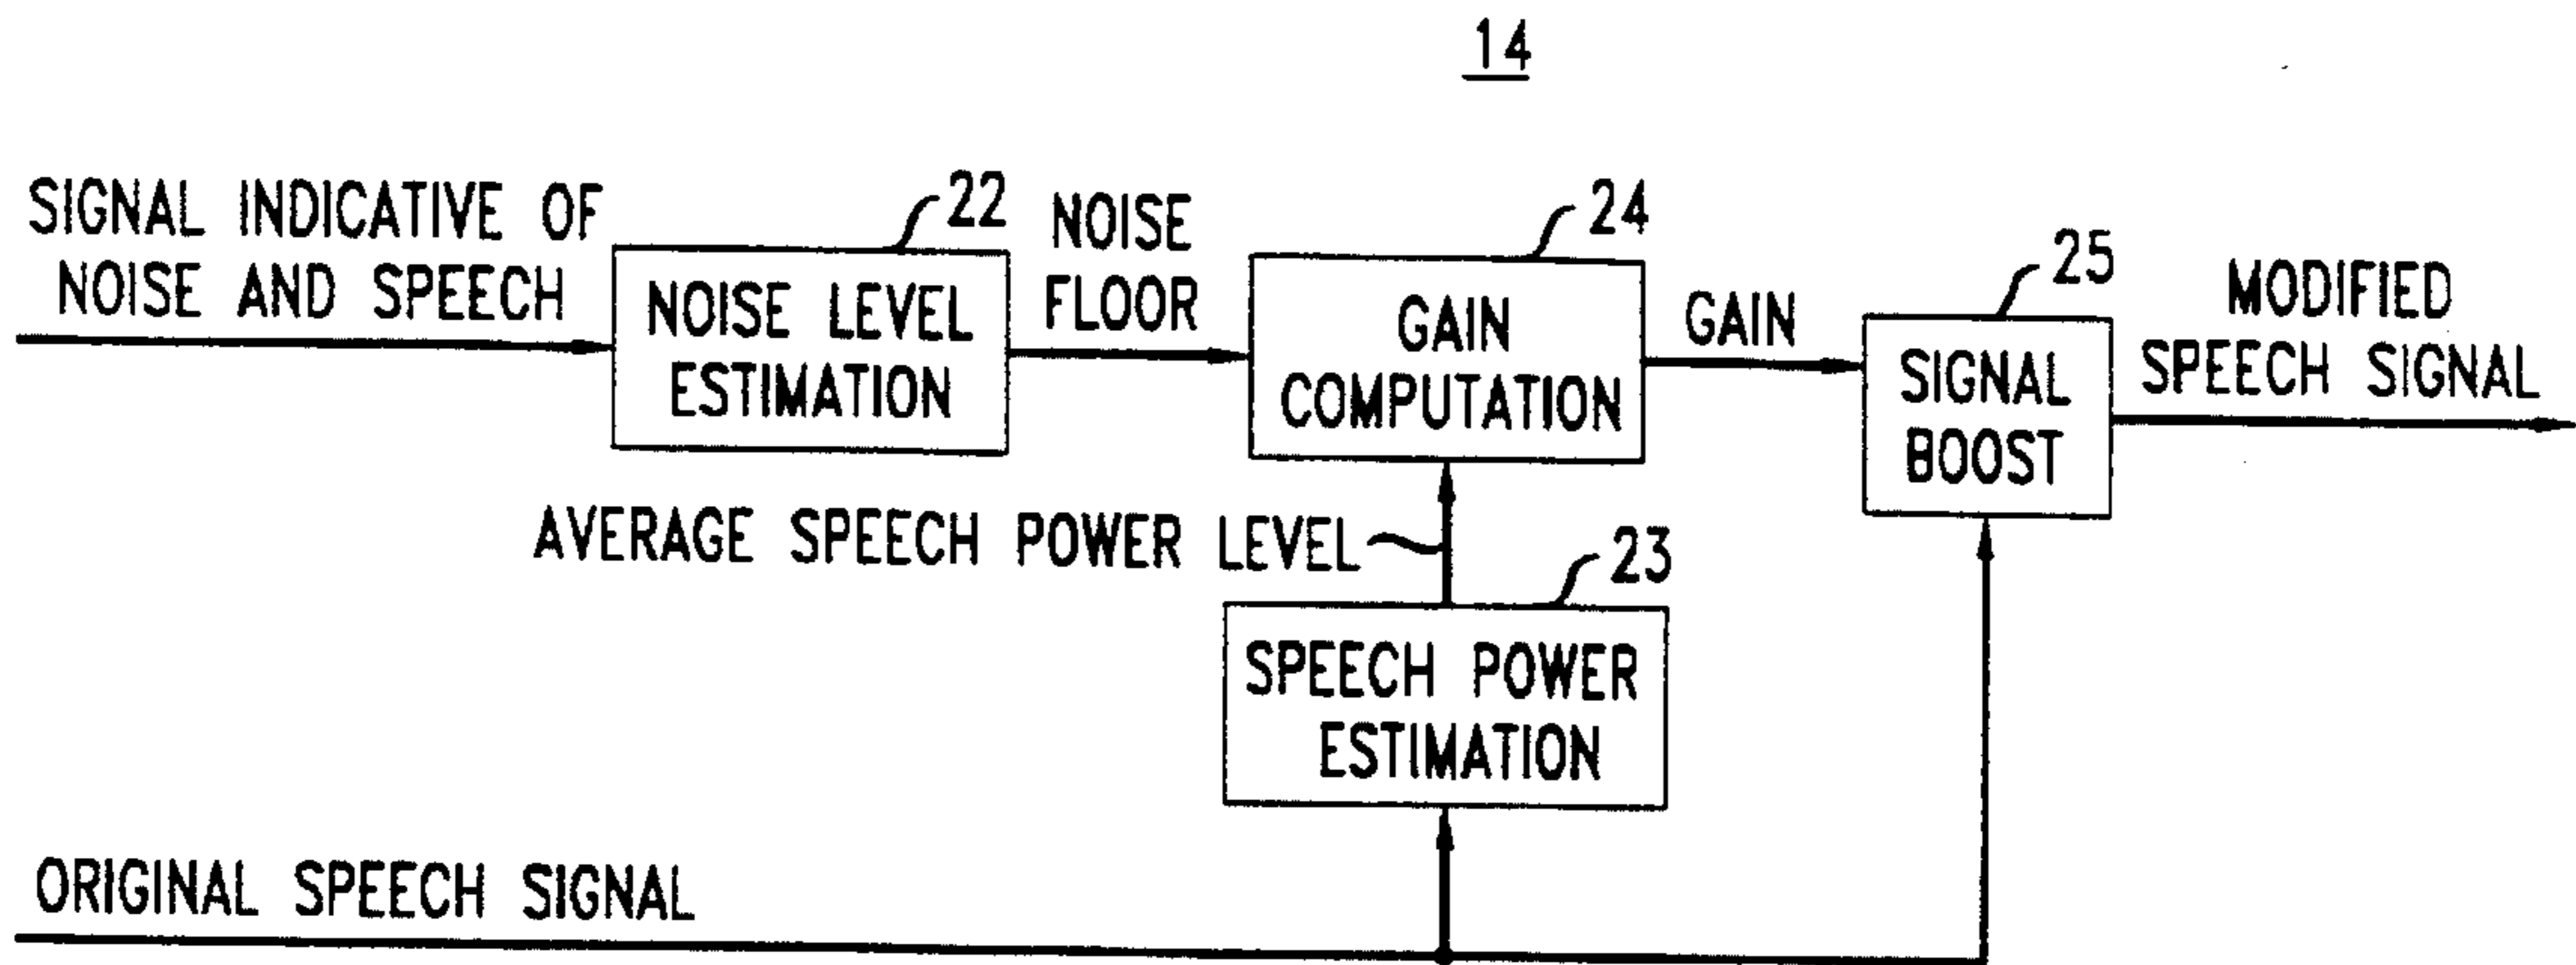 14
SIGNAL INDICATIVE OF
NOISE AND SPEECH
22
NOISE LEVEL
ESTIMATION
NOISE
FLOOR
24
GAIN
COMPUTATION
GAIN
25
SIGNAL
BOOST
MODIFIED
SPEECH SIGNAL
AVERAGE SPEECH POWER LEVEL
23
SPEECH POWER
ESTIMATION
ORIGINAL SPEECH SIGNAL